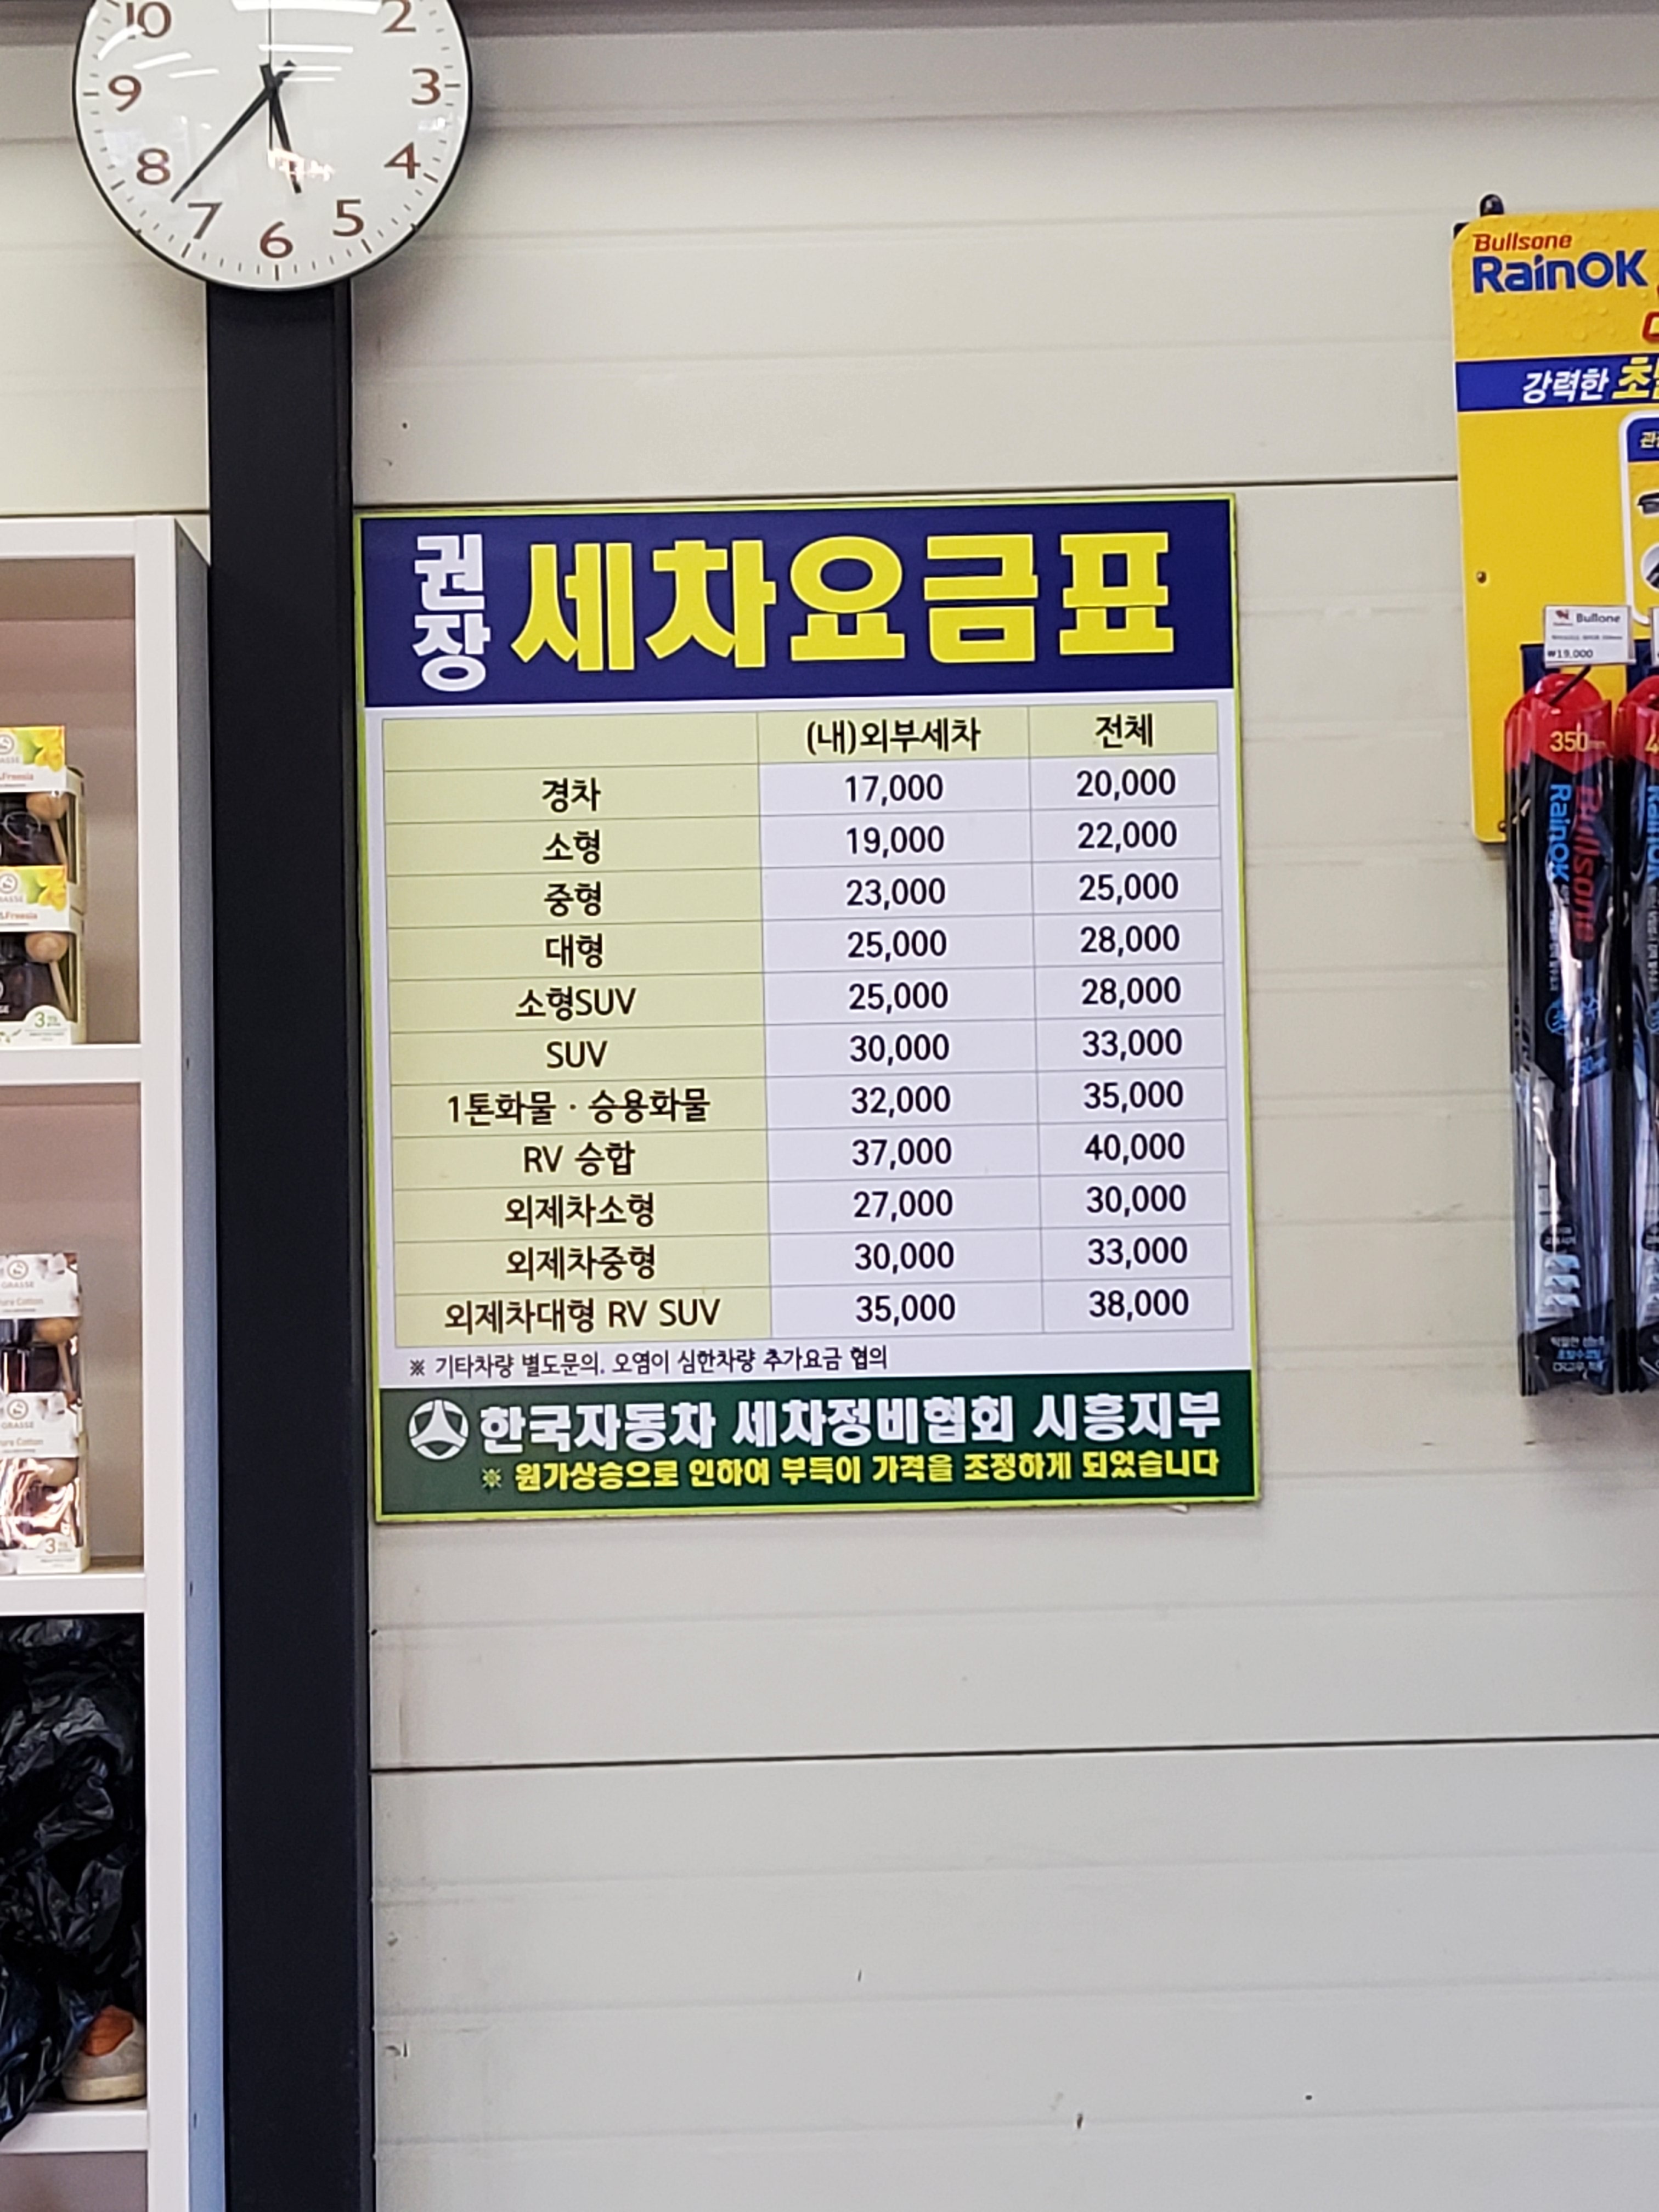 10 2
9 3
8 4
7 5
6
Bullsone
RainOK
강력한
Bullone
₩19,000
350mm
RainOK
Bullsone
권장 세차요금표
(내)외부세차 전체
경차 17,000 20,000
소형 19,000 22,000
중형 23,000 25,000
대형 25,000 28,000
소형SUV 25,000 28,000
SUV 30,000 33,000
1톤화물 · 승용화물 32,000 35,000
RV 승합 37,000 40,000
외제차소형 27,000 30,000
외제차중형 30,000 33,000
외제차대형 RV SUV 35,000 38,000
※ 기타차량 별도문의. 오염이 심한차량 추가요금 협의
한국자동차 세차정비협회 시흥지부
※ 원가상승으로 인하여 부득이 가격을 조정하게 되었습니다